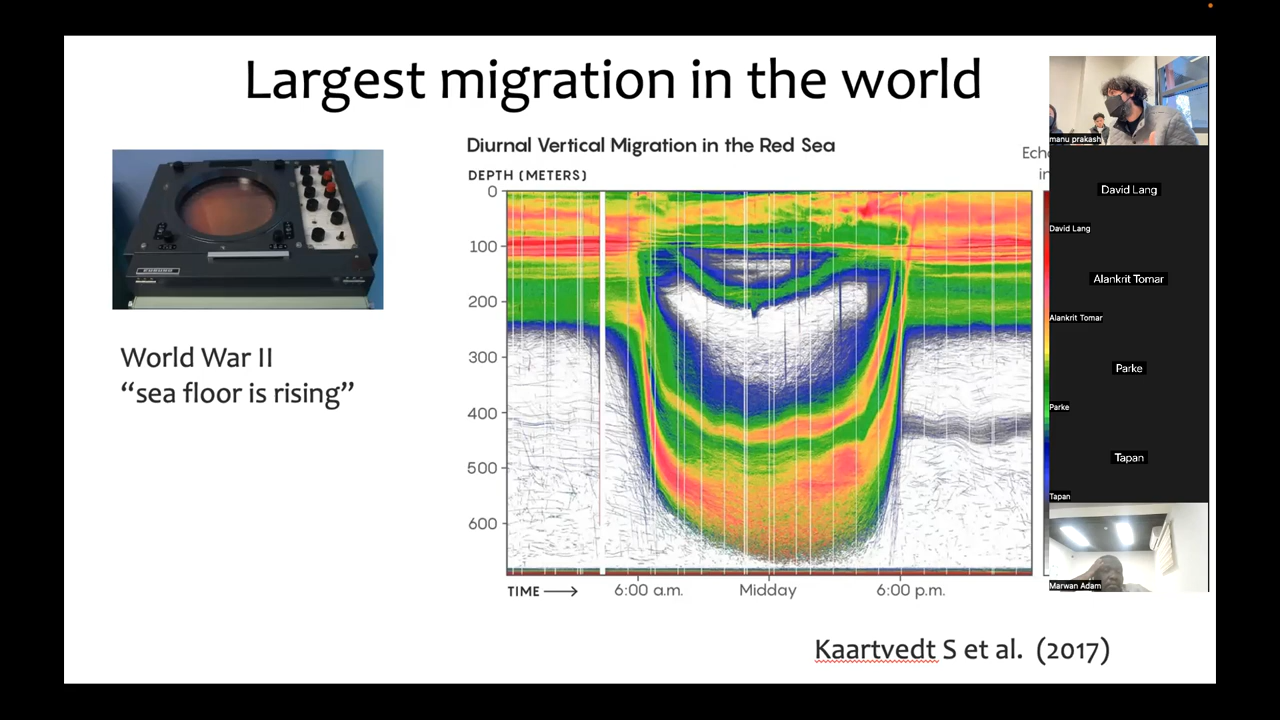 Largest migration in the world
Diurnal Vertical Migration in the Red Sea
DEPTH (METERS)
0
100
200
300
400
500
600
TIME
6:00 a.m.
Midday
6:00 p.m.
FURUNO
World War II
“sea floor is rising”
Kaartvedt S et al. (2017)
manu prakash
David Lang
David Lang
Alankrit Tomar
Alankrit Tomar
Parke
Parke
Tapan
Tapan
Marwan Adam